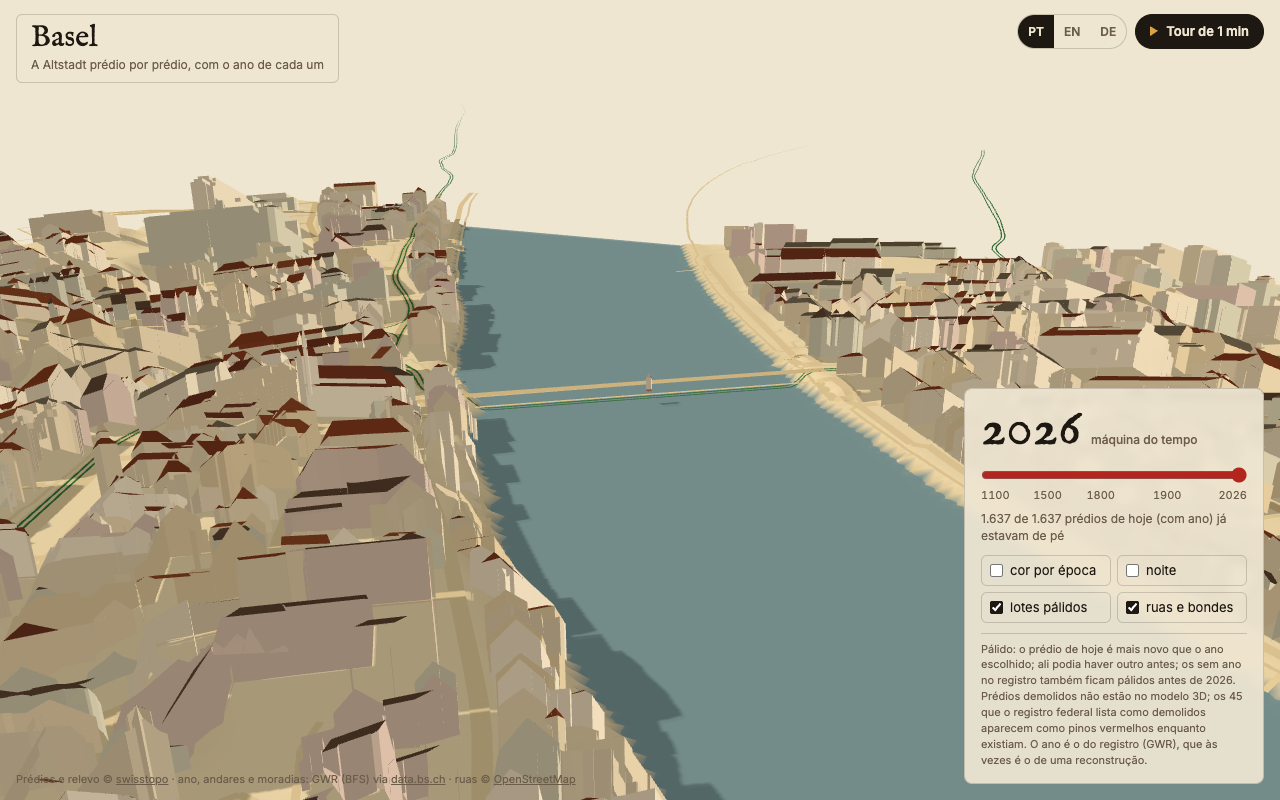 Basel
A Altstadt prédio por prédio, com o ano de cada um
PT EN DE
Tour de 1 min
2026 máquina do tempo
1100 1500 1800 1900 2026
1.637 de 1.637 prédios de hoje (com ano) já
estavam de pé
cor por época
noite
lotes pálidos
ruas e bondes
Pálido: o prédio de hoje é mais novo que o ano
escolhido; ali podia haver outro antes; os sem ano
no registro também ficam pálidos antes de 2026.
Prédios demolidos não estão no modelo 3D; os 45
que o registro federal lista como demolidos
aparecem como pinos vermelhos enquanto
existiam. O ano é o do registro (GWR), que às
vezes é o de uma reconstrução.
Prédios e relevo © swisstopo · ano, andares e moradias: GWR (BFS) via data.bs.ch · ruas © OpenStreetMap